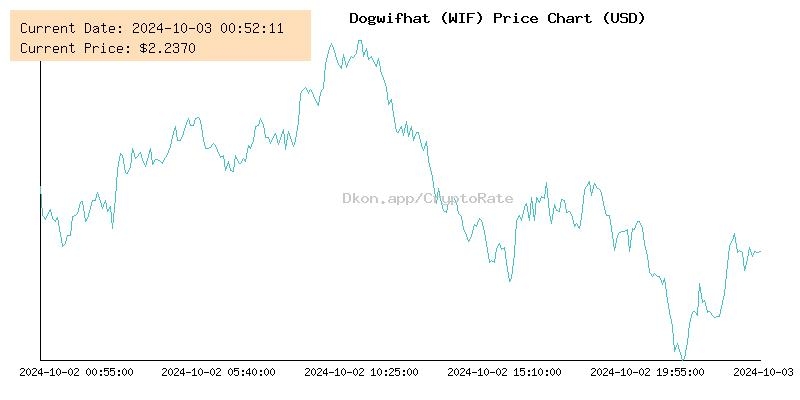 Dogwifhat (WIF) Price Chart (USD)
Current Date: 2024-10-03 00:52:11
Current Price: $2.2370
Dkon.app/CryptoRate
2024-10-02 00:55:00 2024-10-02 05:40:00 2024-10-02 10:25:00 2024-10-02 15:10:00 2024-10-02 19:55:00 2024-10-03